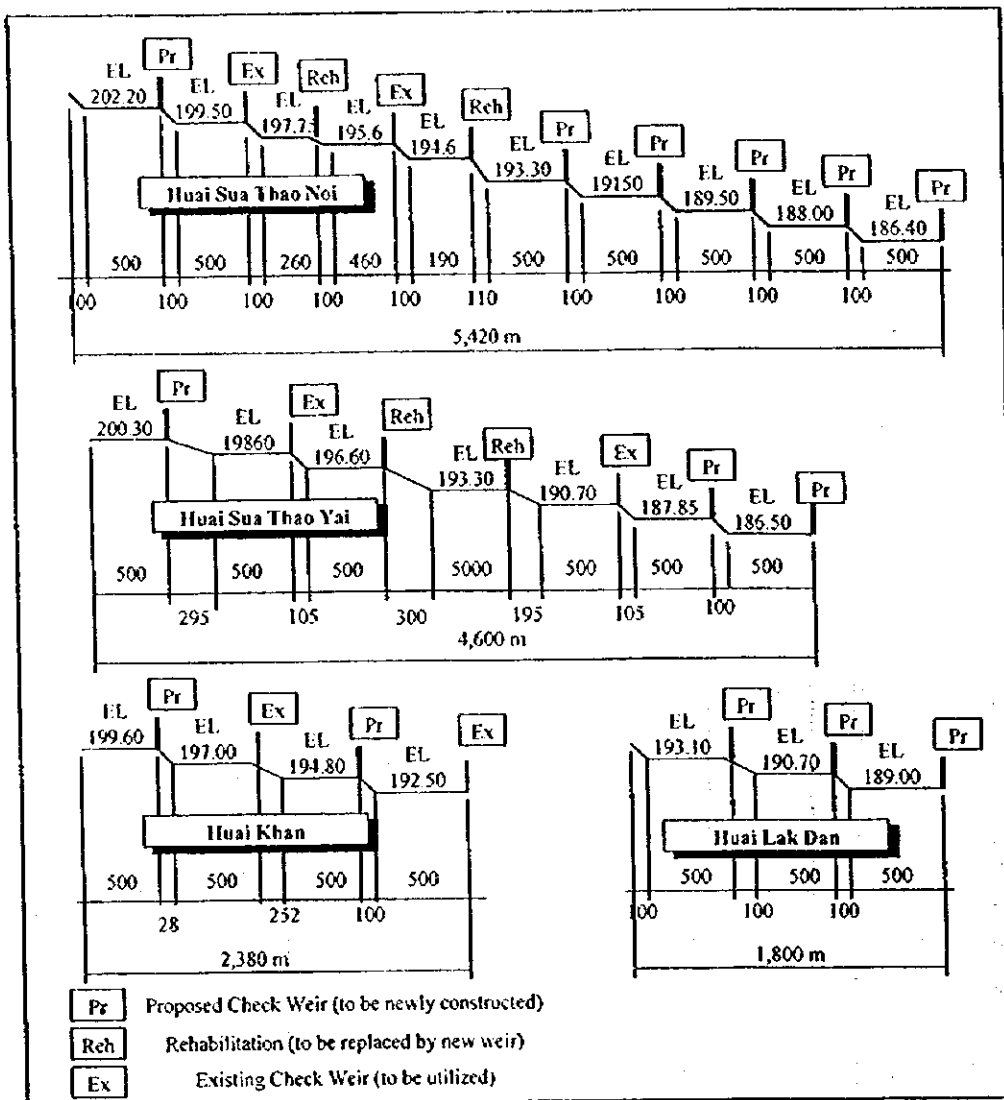 Pr
EL 202.20
Ex
EL 199.50
Reh
EL 197.75
Ex
EL 195.6
Reh
EL 194.6
Pr
EL 193.30
Pr
EL 19150
Pr
EL 189.50
Pr
EL 188.00
Pr
EL 186.40
Huai Sua Thao Noi
500 500 260 460 190 500 500 500 500 500
100 100 100 100 100 110 100 100 100 100
5,420 m
Pr Ex Reh Reh Ex Pr Pr
EL EL EL EL EL EL EL
200.30 19860 196.60 193.30 190.70 187.85 186.50
Huai Sua Thao Yai
500 500 500 5000 500 500 500
295 105 300 195 105 100
4,600 m
Pr Ex Pr Ex
EL EL EL EL
199.60 197.00 194.80 192.50
Huai Khan
500 500 500 500
28 252 100
2,380 m
Pr Pr Pr
EL EL EL
193.10 190.70 189.00
Huai Lak Dan
500 500 500
100 100 100
1,800 m
Pr Proposed Check Weir (to be newly constructed)
Reh Rehabilitation (to be replaced by new weir)
Ex Existing Check Weir (to be utilized)